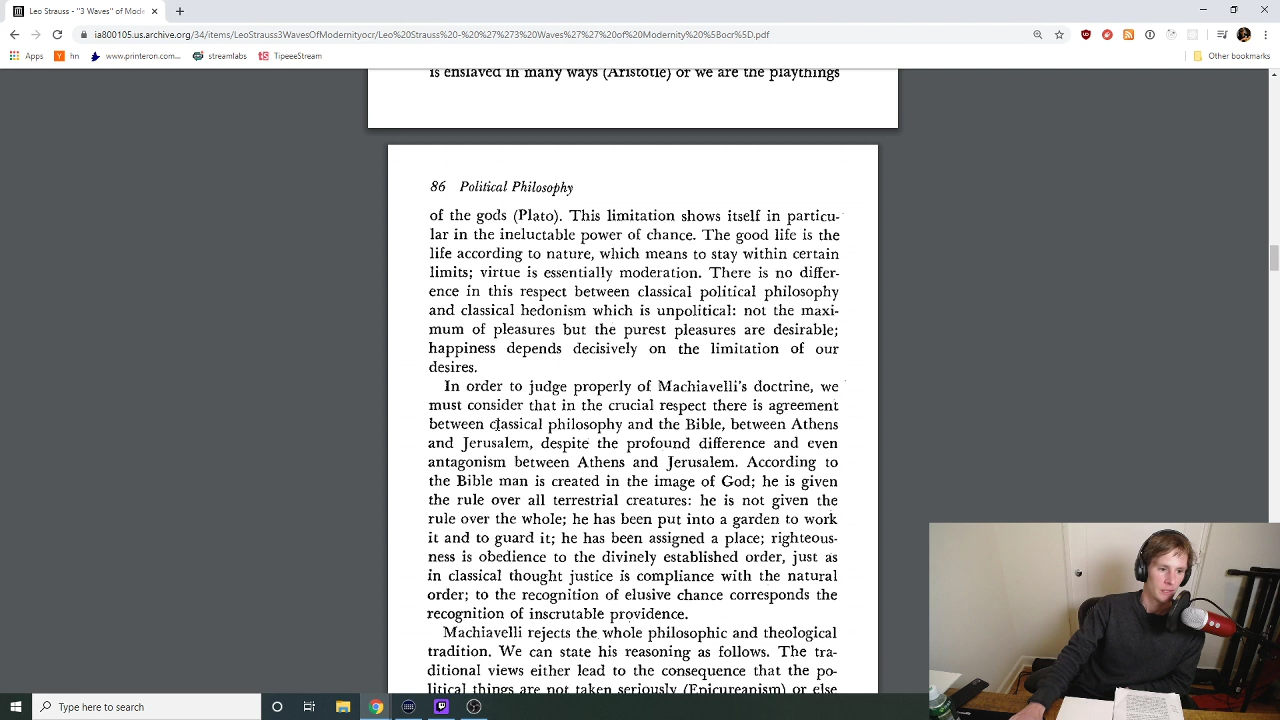 Leo Strauss - "3 Waves" of Mode
ia800105.us.archive.org/34/items/LeoStrauss3WavesOfModernityocr/Leo%20Strauss%20-%20%27%273%20Waves%27%27%20of%20Modernity%20%5Bocr%5D.pdf
Apps
hn
www.printeron.com...
streamlabs
TipeeeStream
Other bookmarks
is enslaved in many ways (Aristotle) or we are the playthings
86 Political Philosophy
of the gods (Plato). This limitation shows itself in particu-
lar in the ineluctable power of chance. The good life is the
life according to nature, which means to stay within certain
limits; virtue is essentially moderation. There is no differ-
ence in this respect between classical political philosophy
and classical hedonism which is unpolitical: not the maxi-
mum of pleasures but the purest pleasures are desirable;
happiness depends decisively on the limitation of our
desires.
In order to judge properly of Machiavelli's doctrine, we
must consider that in the crucial respect there is agreement
between classical philosophy and the Bible, between Athens
and Jerusalem, despite the profound difference and even
antagonism between Athens and Jerusalem. According to
the Bible man is created in the image of God; he is given
the rule over all terrestrial creatures: he is not given the
rule over the whole; he has been put into a garden to work
it and to guard it; he has been assigned a place; righteous-
ness is obedience to the divinely established order, just as
in classical thought justice is compliance with the natural
order; to the recognition of elusive chance corresponds the
recognition of inscrutable providence.
Machiavelli rejects the whole philosophic and theological
tradition. We can state his reasoning as follows. The tra-
ditional views either lead to the consequence that the po-
litical things are not taken seriously (Epicureanism) or else
Type here to search